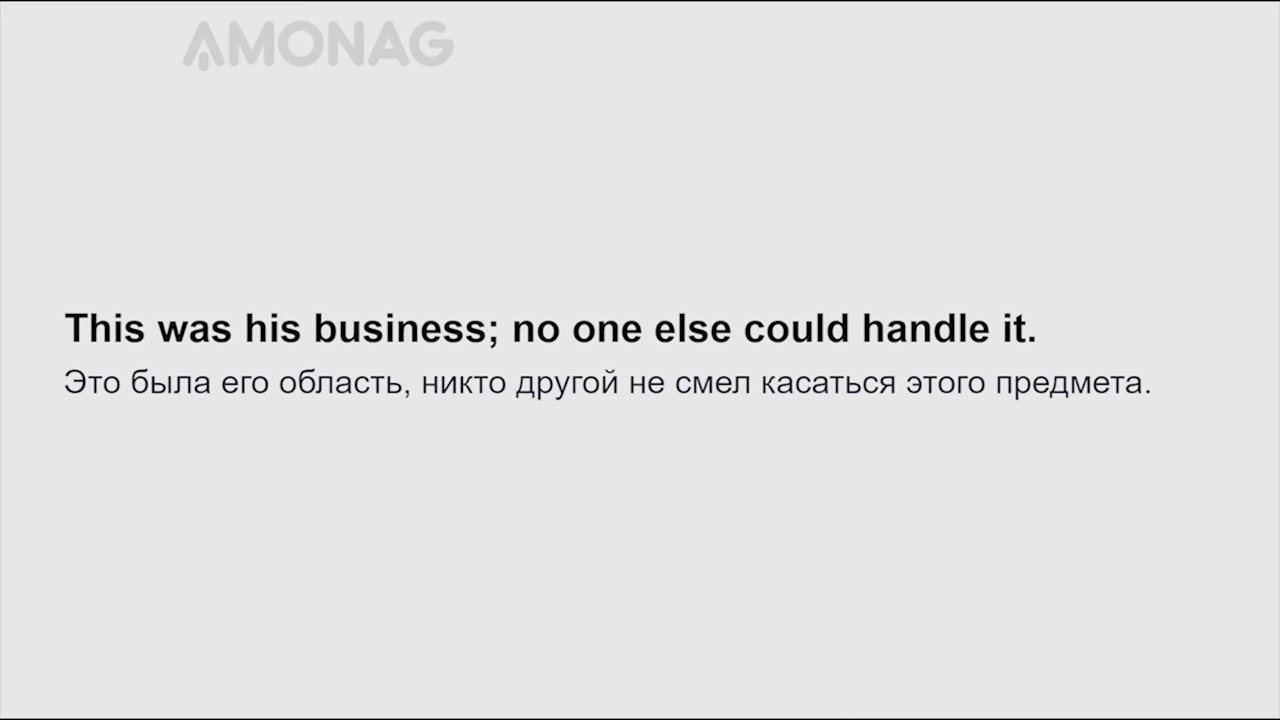 AMONAG
This was his business; no one else could handle it.
Это была его область, никто другой не смел касаться этого предмета.